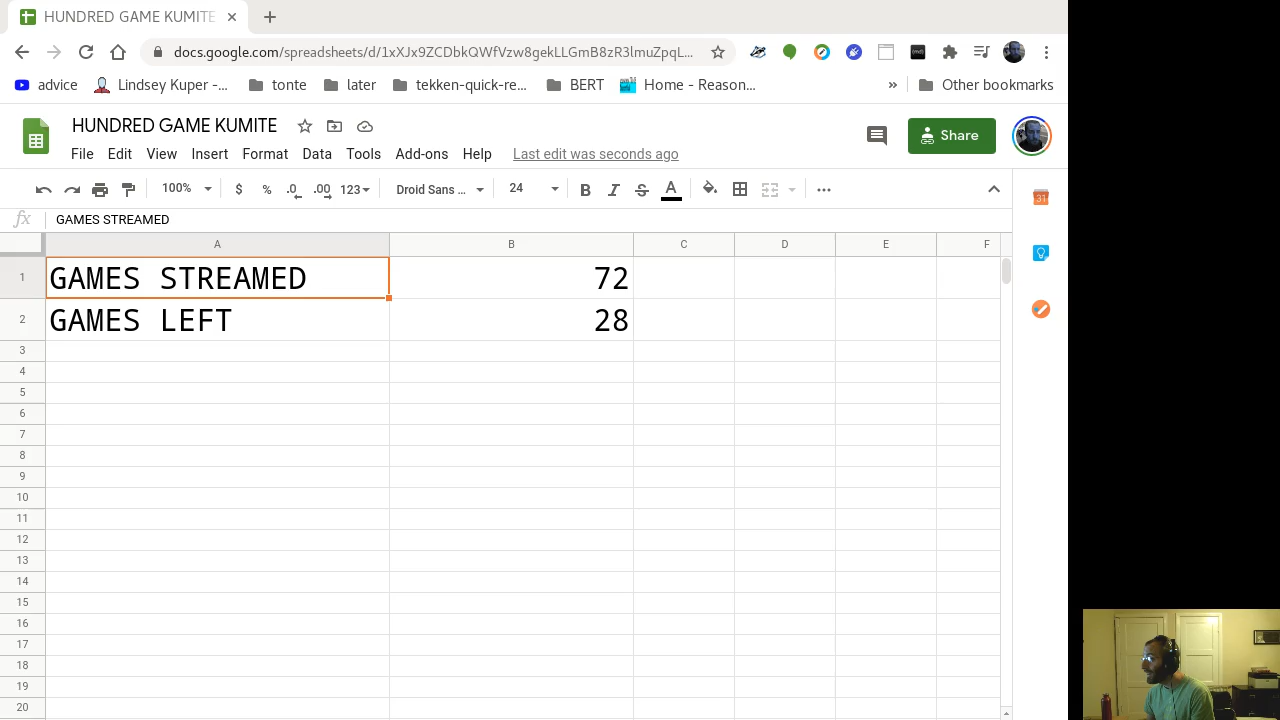 HUNDRED GAME KUMITE
docs.google.com/spreadsheets/d/1xXJx9ZCDbkQWfVzw8gekLLGmB8zR3lmuZpqL...
advice
Lindsey Kuper -...
tonte
later
tekken-quick-re...
BERT
Home - Reason...
»
Other bookmarks
HUNDRED GAME KUMITE
Share
File Edit View Insert Format Data Tools Add-ons Help Last edit was seconds ago
100% $ % .0 .00 123 Droid Sans ... 24 B I S A
fx GAMES STREAMED
A B C D E F
1 GAMES STREAMED 72
2 GAMES LEFT 28
3
4
5
6
7
8
9
10
11
12
13
14
15
16
17
18
19
20
31